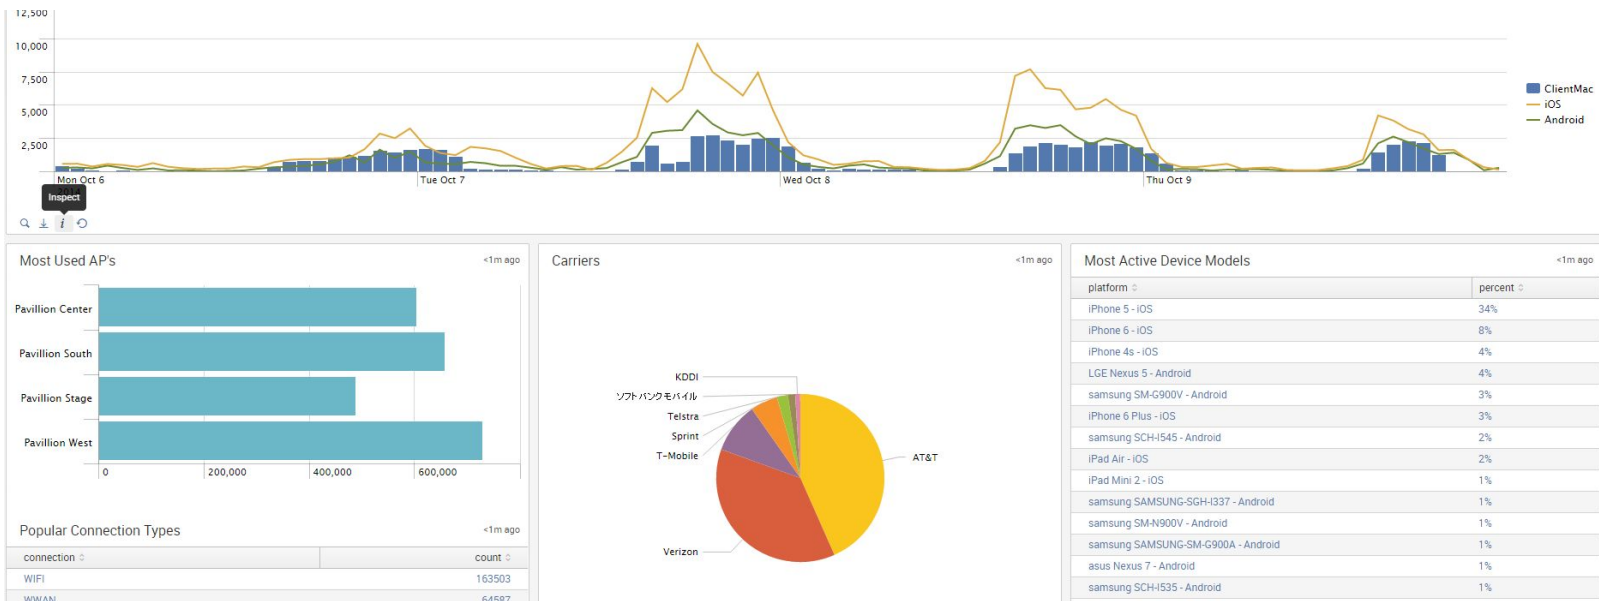 12,500
10,000
7,500
5,000
2,500
ClientMac
iOS
Android
Mon Oct 6
2014
Tue Oct 7
Wed Oct 8
Thu Oct 9
Inspect
i
Most Used AP's
<1m ago
Pavillion Center
Pavillion South
Pavillion Stage
Pavillion West
0
200,000
400,000
600,000
Popular Connection Types
<1m ago
connection
count
WIFI
163503
WWAN
64587
Carriers
<1m ago
KDDI
ソフトバンクモバイル
Telstra
Sprint
T-Mobile
AT&T
Verizon
Most Active Device Models
<1m ago
platform
percent
iPhone 5 - iOS
34%
iPhone 6 - iOS
8%
iPhone 4s - iOS
4%
LGE Nexus 5 - Android
4%
samsung SM-G900V - Android
3%
iPhone 6 Plus - iOS
3%
samsung SCH-I545 - Android
2%
iPad Air - iOS
2%
iPad Mini 2 - iOS
1%
samsung SAMSUNG-SGH-I337 - Android
1%
samsung SM-N900V - Android
1%
samsung SAMSUNG-SM-G900A - Android
1%
asus Nexus 7 - Android
1%
samsung SCH-I535 - Android
1%